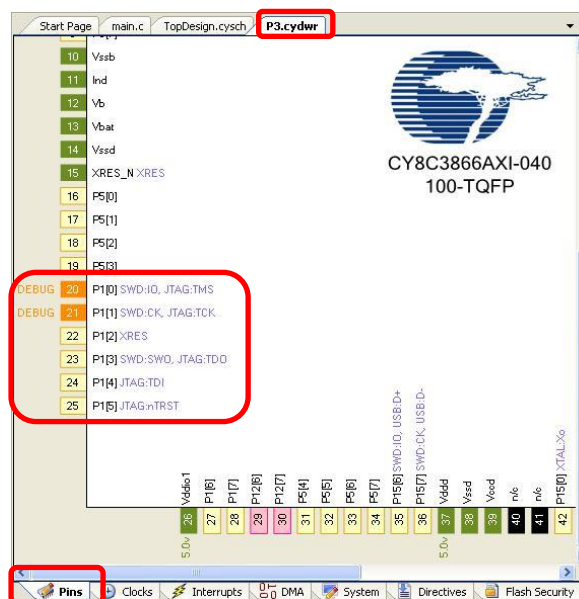 Start Page main.c TopDesign.cysch P3.cydwr
10 Vssb
11 Ind
12 Vb
13 Vbat
14 Vssd
15 XRES_N XRES
16 P5[0]
17 P5[1]
18 P5[2]
19 P5[3]
DEBUG 20 P1[0] SWD:IO, JTAG:TMS
DEBUG 21 P1[1] SWD:CK, JTAG:TCK
22 P1[2] XRES
23 P1[3] SWD:SWO, JTAG:TDO
24 P1[4] JTAG:TDI
25 P1[5] JTAG:nTRST
CY8C3866AXI-040
100-TQFP
5.0v 26 Vddio1
27 P1[6]
28 P1[7]
29 P12[6]
30 P12[7]
31 P5[4]
32 P5[5]
33 P5[6]
34 P5[7]
35 P15[6] SWD:IO, USB:D+
36 P15[7] SWD:CK, USB:D-
5.0v 37 Vddd
38 Vssd
39 Vccd
40 n/c
41 n/c
42 P15[0] XTAL:Xo
Pins Clocks Interrupts DMA System Directives Flash Security